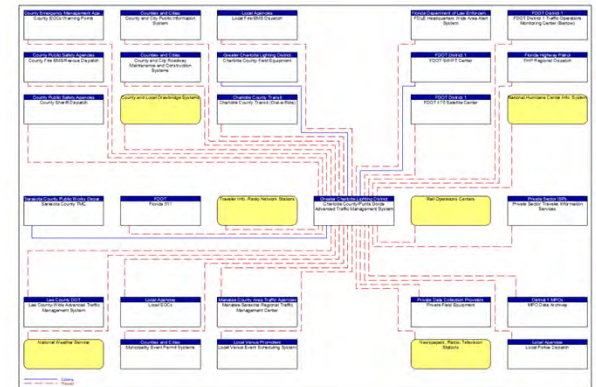 County Emergency Management Age
County EOCs Warning Points
Counties and Cities
County and City Public Information
System
Local Agencies
Local Fire/EMS Dispatch
Florida Department of Law Enforcem
FDLE Headquarters Wide Area Alert
System
FDOT District 1
FDOT District 1 Traffic Operations
Monitoring Center (Bartow)
County Public Safety Agencies
County Fire EMS/Rescue Dispatch
Counties and Cities
County and City Roadway
Maintenance and Construction
Systems
Greater Charlotte Lighting District
Charlotte County Field Equipment
FDOT District 1
FDOT SWIFT Center
Florida Highway Patrol
FHP Regional Dispatch
County Public Safety Agencies
County Sheriff Dispatch
County and Local Drawbridge Systems
Charlotte County Transit
Charlotte County Transit (Dial-a-Ride)
FDOT District 1
FDOT I-75 Satellite Center
National Hurricane Center Info. System
Sarasota County Public Works Depar
Sarasota County TMC
FDOT
Florida 511
Traveler Info. Radio Network Stations
Greater Charlotte Lighting District
Charlotte County/Punta Gorda
Advanced Traffic Management System
Rail Operators Centers
Private Sector ISPs
Private Sector Traveler Information
Services
Lee County DOT
Lee County Wide Advanced Traffic
Management System
Local Agencies
Local EOCs
Manatee County Area Traffic Agencies
Manatee-Sarasota Regional Traffic
Management Center
Private Data Collection Providers
Private Field Equipment
District 1 MPOs
MPO Data Archive
National Weather Service
Counties and Cities
Municipality Event Permit Systems
Local Venue Promoters
Local Venue Event Scheduling System
Newspapers, Radio, Television
Stations
Local Agencies
Local Police Dispatch
Existing
Planned